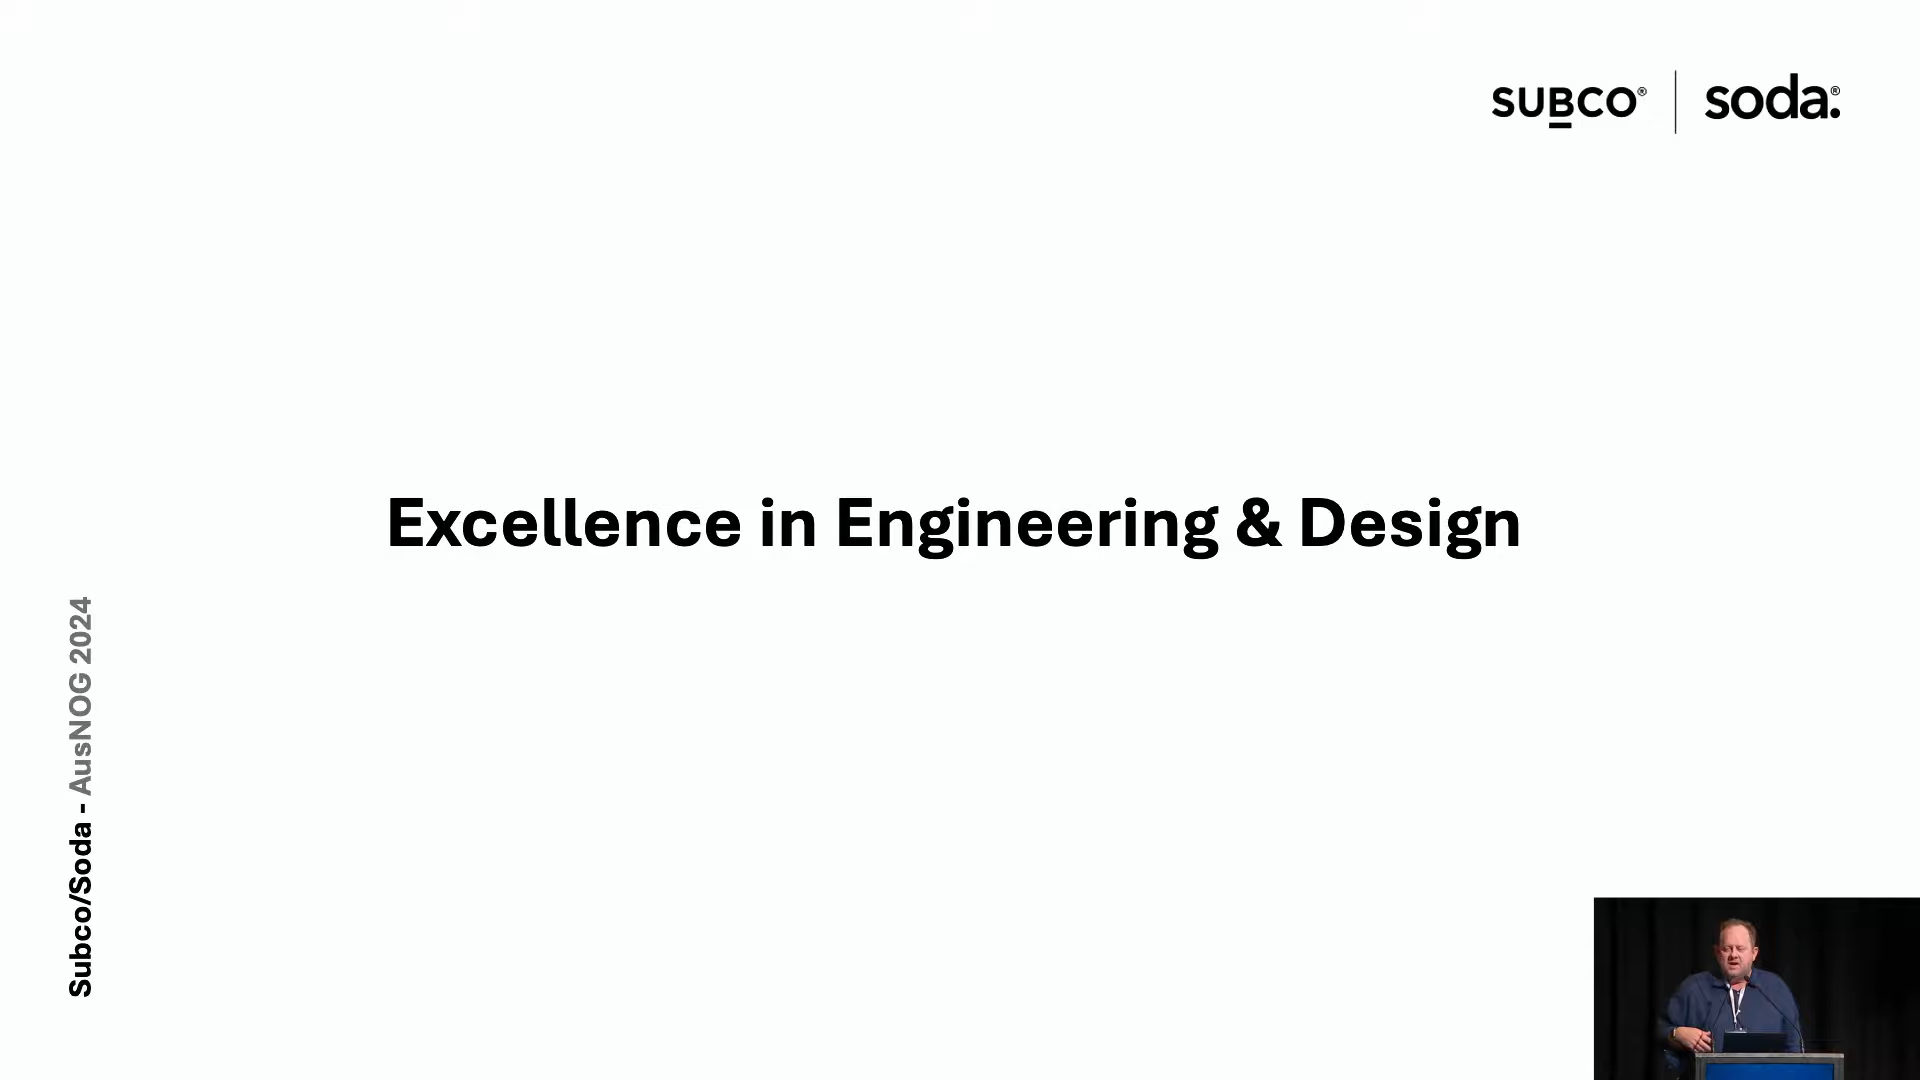 SUBCO® | soda:®
Excellence in Engineering & Design
Subco/Soda - AusNOG 2024